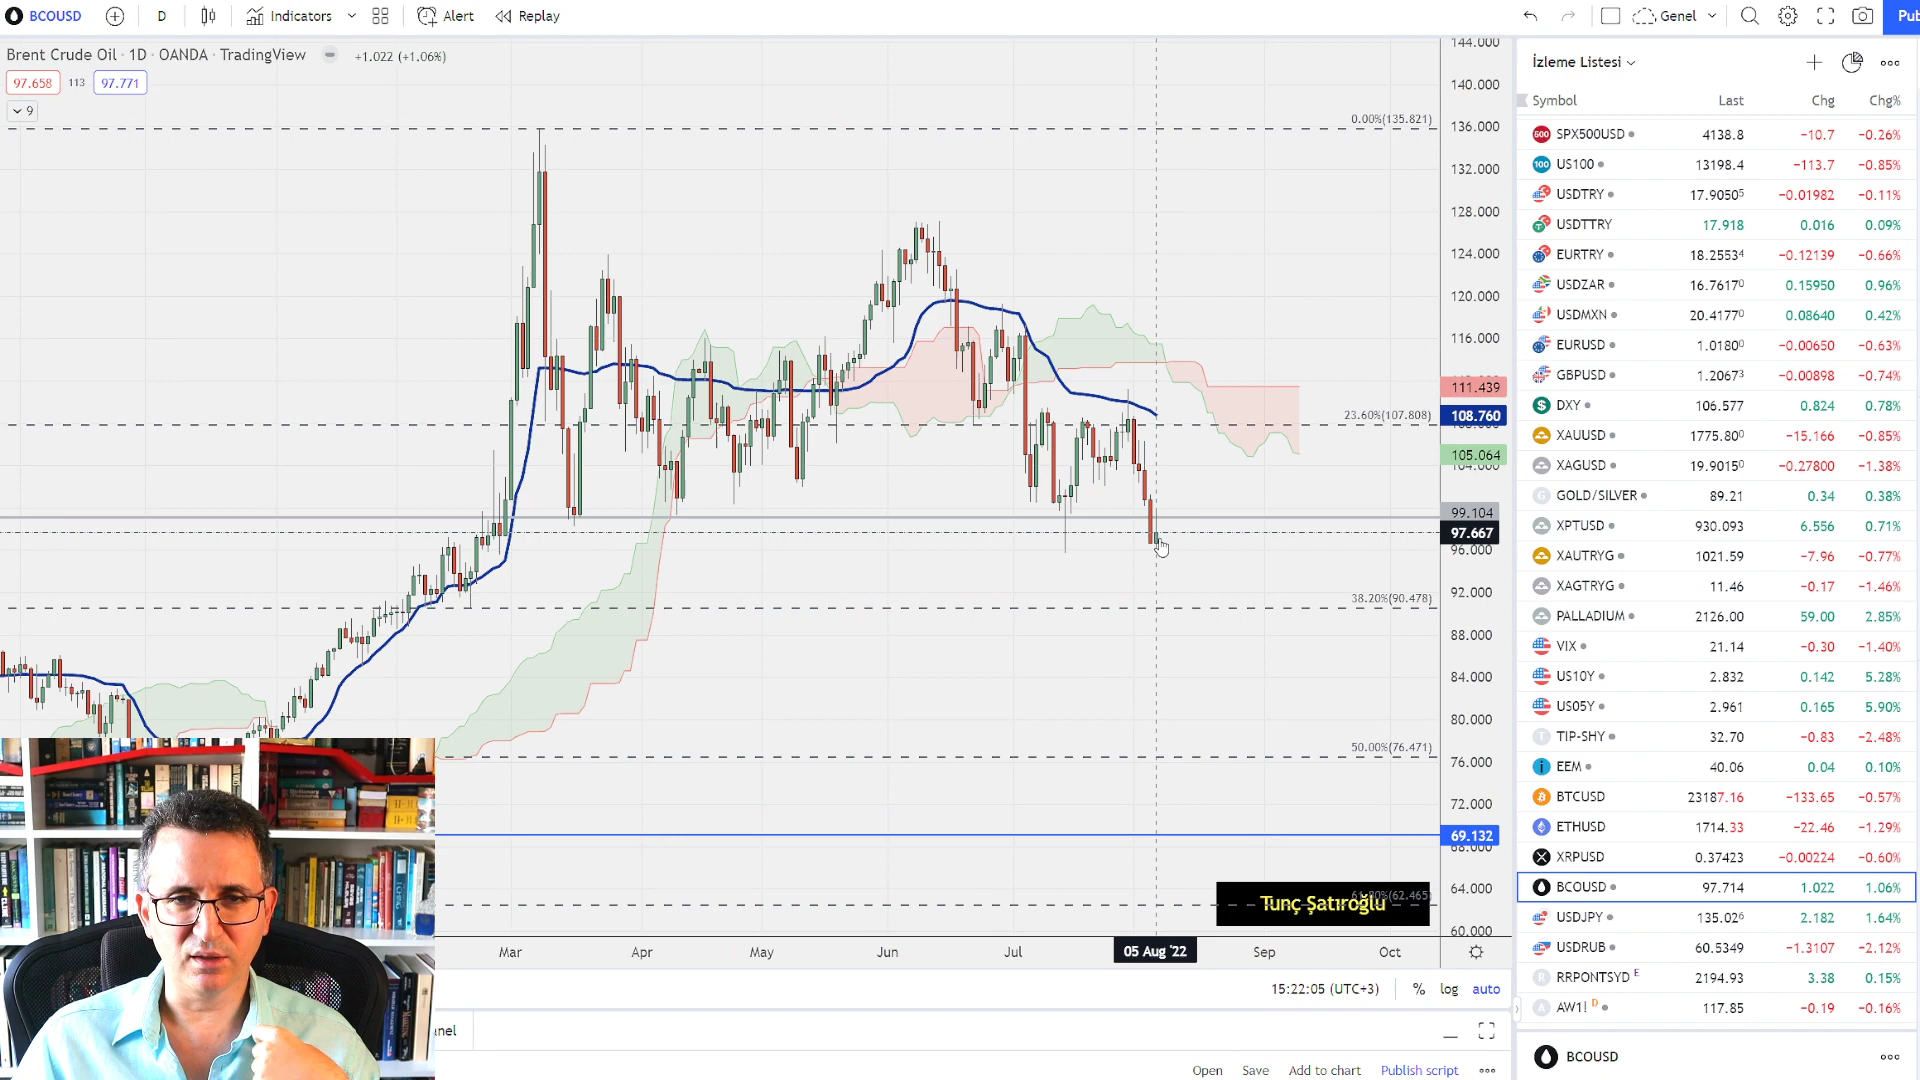 BCOUSD D Indicators Alert Replay Genel Pub
Brent Crude Oil · 1D · OANDA · TradingView +1.022 (+1.06%)
97.658 113 97.771
9
144.000
140.000
0.00%(135.821)
136.000
132.000
128.000
124.000
120.000
116.000
111.439
23.60%(107.808)
108.760
105.064
104.000
99.104
97.667
96.000
38.20%(90.478)
92.000
88.000
84.000
80.000
50.00%(76.471)
76.000
72.000
69.132
68.000
64.000
61.80%(62.465)
Tunç Şatıroğlu
60.000
Mar Apr May Jun Jul 05 Aug '22 Sep Oct
15:22:05 (UTC+3) % log auto
nel
Open Save Add to chart Publish script
İzleme Listesi
Symbol Last Chg Chg%
SPX500USD 4138.8 −10.7 −0.26%
US100 13198.4 −113.7 −0.85%
USDTRY 17.90505 −0.01982 −0.11%
USDTTRY 17.918 0.016 0.09%
EURTRY 18.25534 −0.12139 −0.66%
USDZAR 16.76170 0.15950 0.96%
USDMXN 20.41770 0.08640 0.42%
EURUSD 1.01800 −0.00650 −0.63%
GBPUSD 1.20673 −0.00898 −0.74%
DXY 106.577 0.824 0.78%
XAUUSD 1775.800 −15.166 −0.85%
XAGUSD 19.90150 −0.27800 −1.38%
GOLD/SILVER 89.21 0.34 0.38%
XPTUSD 930.093 6.556 0.71%
XAUTRYG 1021.59 −7.96 −0.77%
XAGTRYG 11.46 −0.17 −1.46%
PALLADIUM 2126.00 59.00 2.85%
VIX 21.14 −0.30 −1.40%
US10Y 2.832 0.142 5.28%
US05Y 2.961 0.165 5.90%
TIP-SHY 32.70 −0.83 −2.48%
EEM 40.06 0.04 0.10%
BTCUSD 23187.16 −133.65 −0.57%
ETHUSD 1714.33 −22.46 −1.29%
XRPUSD 0.37423 −0.00224 −0.60%
BCOUSD 97.714 1.022 1.06%
USDJPY 135.026 2.182 1.64%
USDRUB 60.5349 −1.3107 −2.12%
RRPONTSYD E 2194.93 3.38 0.15%
AW1! D 117.85 −0.19 −0.16%
BCOUSD